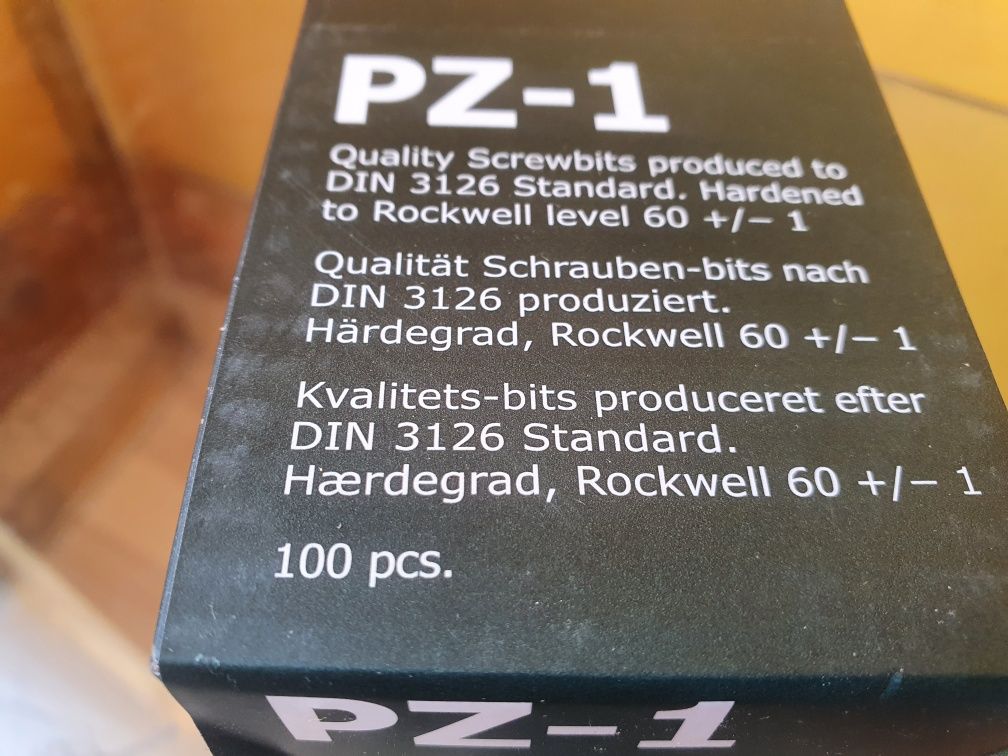 PZ-1
Quality Screwbits produced to
DIN 3126 Standard. Hardened
to Rockwell level 60 +/− 1
Qualität Schrauben-bits nach
DIN 3126 produziert.
Härdegrad, Rockwell 60 +/− 1
Kvalitets-bits produceret efter
DIN 3126 Standard.
Hærdegrad, Rockwell 60 +/− 1
100 pcs.
PZ-1